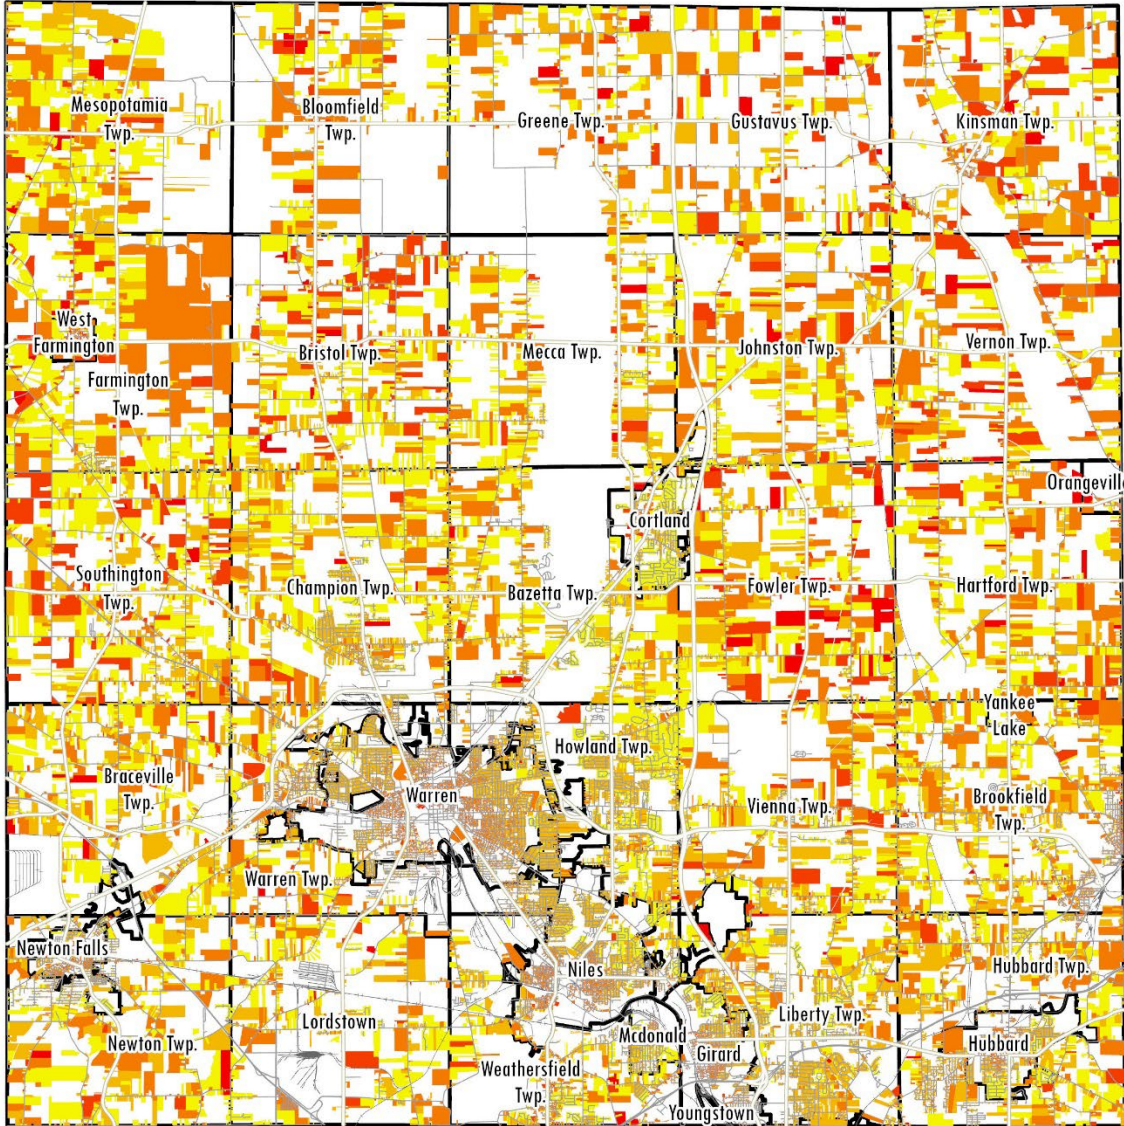 Mesopotamia
Twp.
Bloomfield
Twp.
Greene Twp.
Gustavus Twp.
Kinsman Twp.
West
Farmington
Farmington
Twp.
Bristol Twp.
Mecca Twp.
Johnston Twp.
Vernon Twp.
Orangeville
Cortland
Southington
Twp.
Champion Twp.
Bazetta Twp.
Fowler Twp.
Hartford Twp.
Yankee
Lake
Braceville
Twp.
Warren
Howland Twp.
Vienna Twp.
Brookfield
Twp.
Warren Twp.
Newton Falls
Niles
Hubbard Twp.
Newton Twp.
Lordstown
Mcdonald
Girard
Liberty Twp.
Hubbard
Weathersfield
Twp.
Youngstown